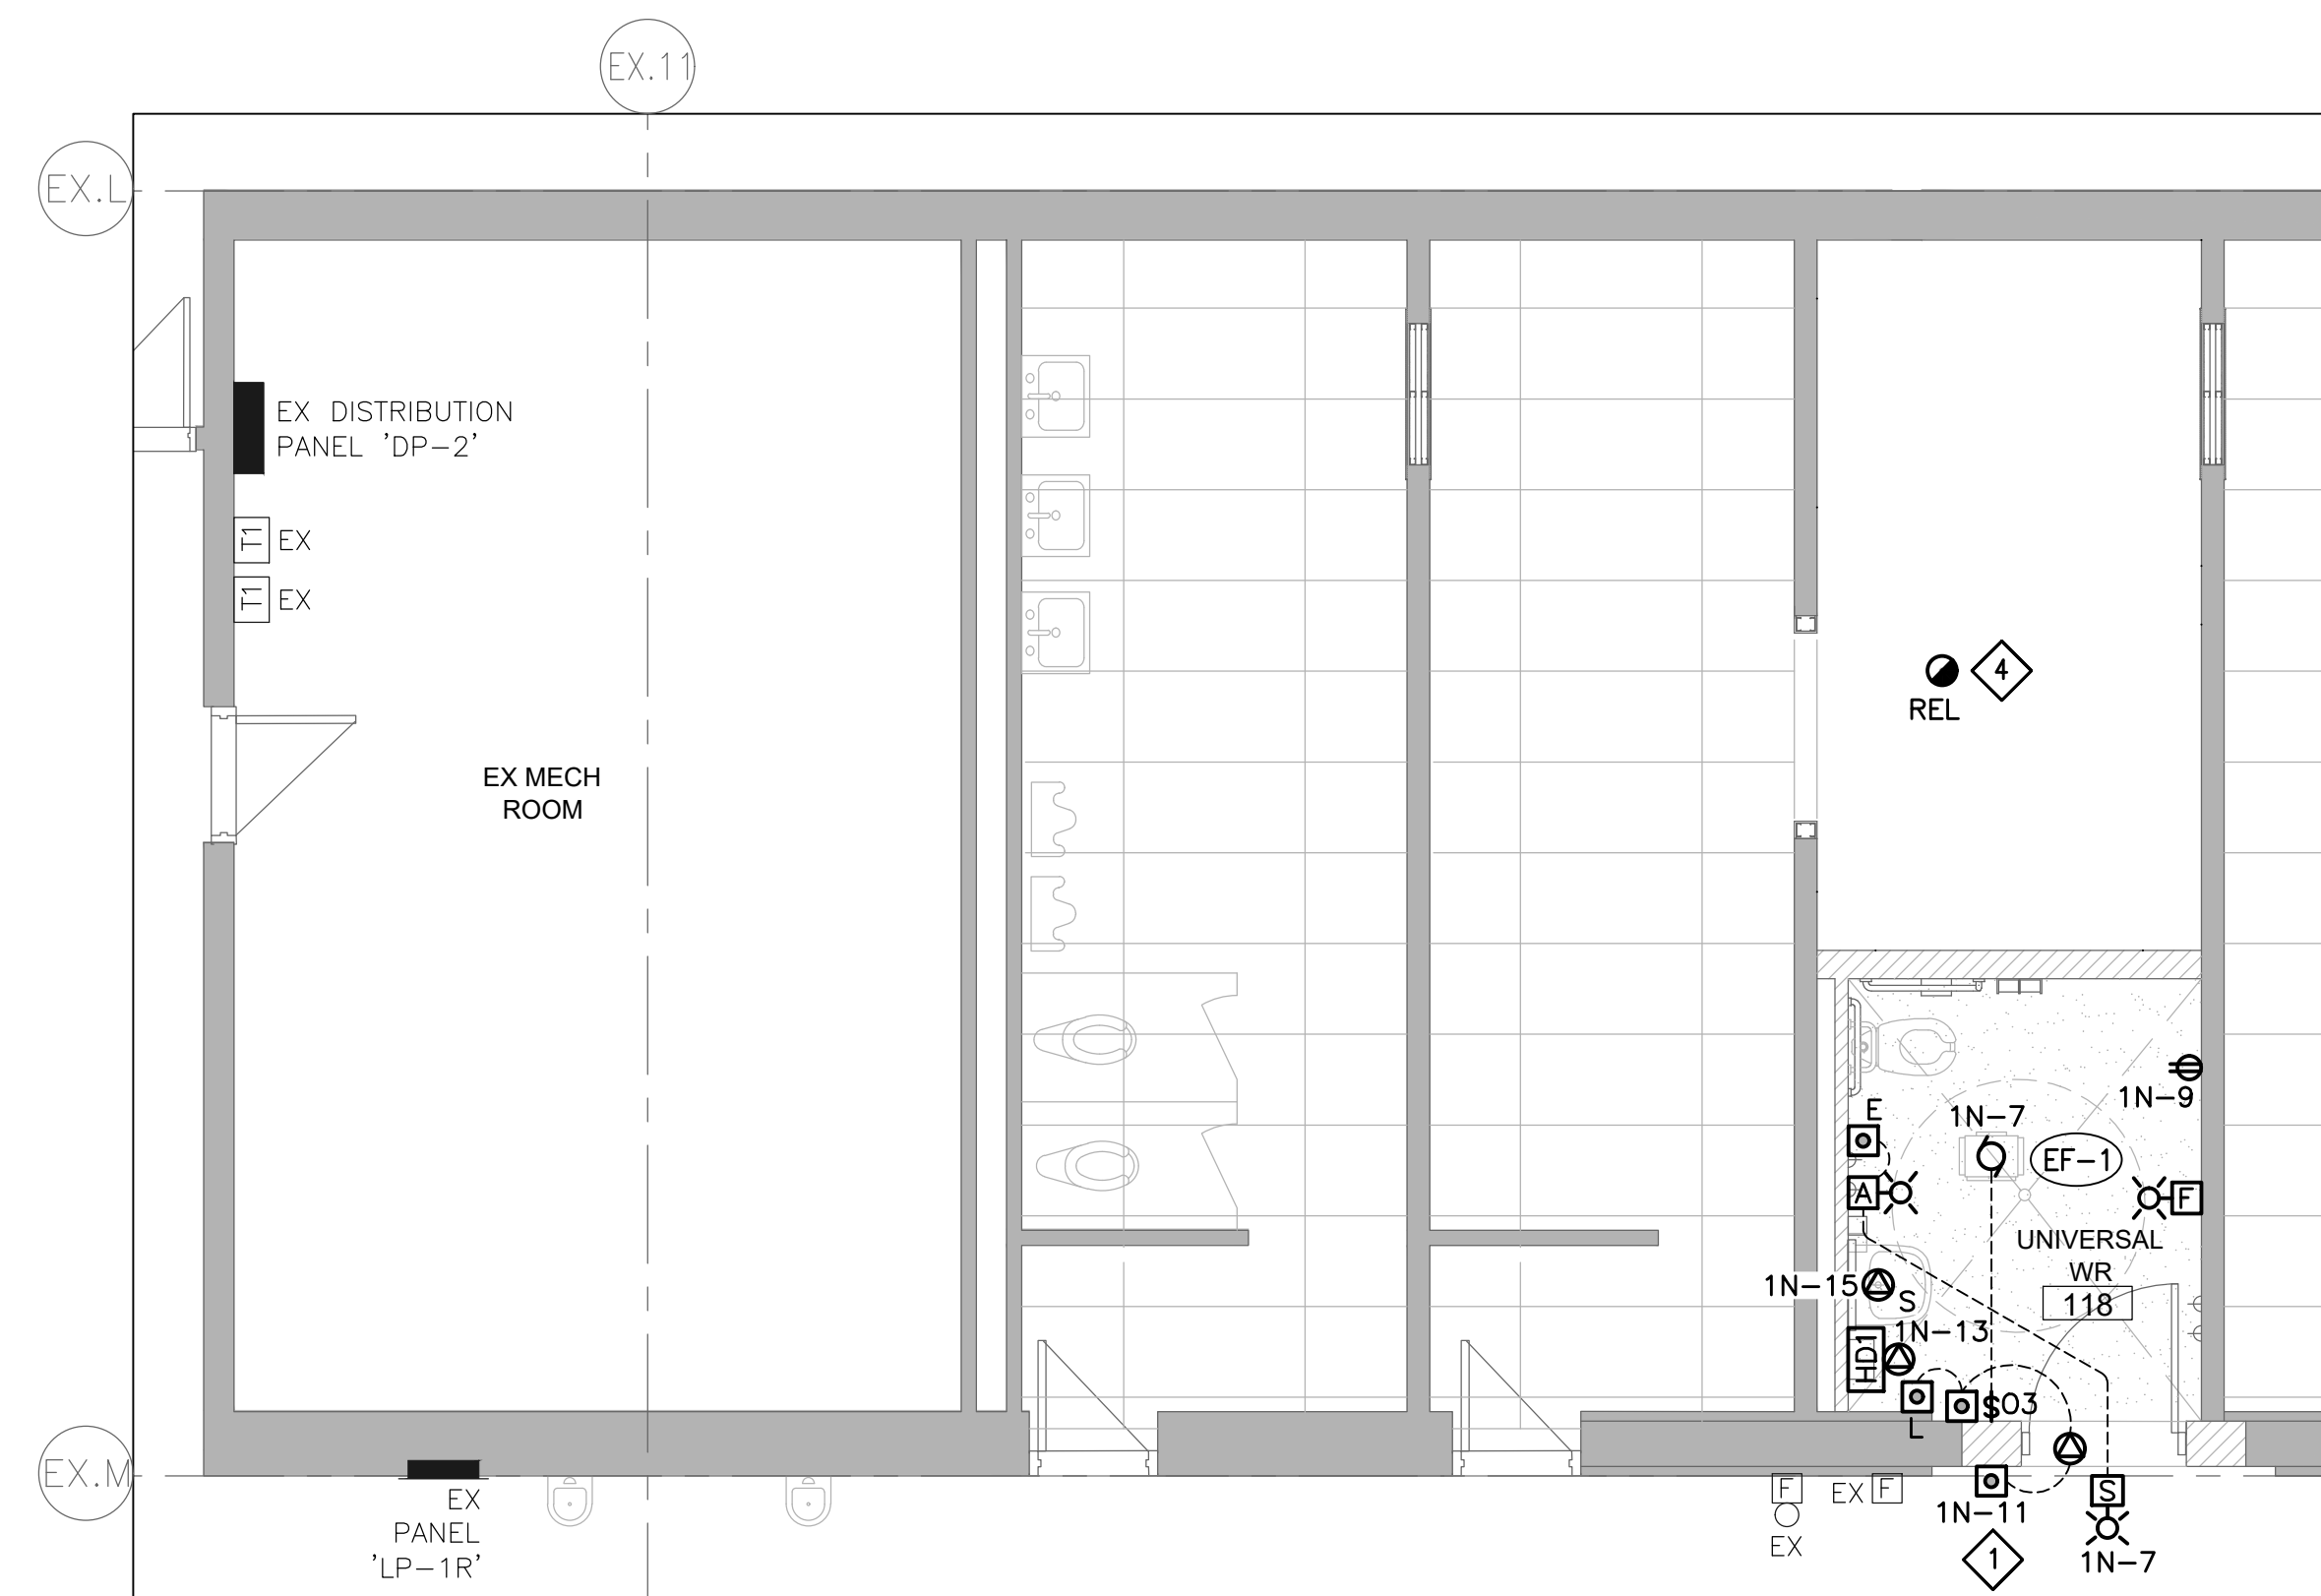 EX.11
EX.L
EX DISTRIBUTION
PANEL 'DP-2'
T1
EX
T1
EX
4
REL
EX MECH
ROOM
1N-9
E
1N-7
EF-1
A
F
UNIVERSAL
WR
118
1N-15
S
1N-13
HD1
$03
L
EX.M
EX
PANEL
'LP-1R'
F
EX
EX F
1N-11
1
S
1N-7